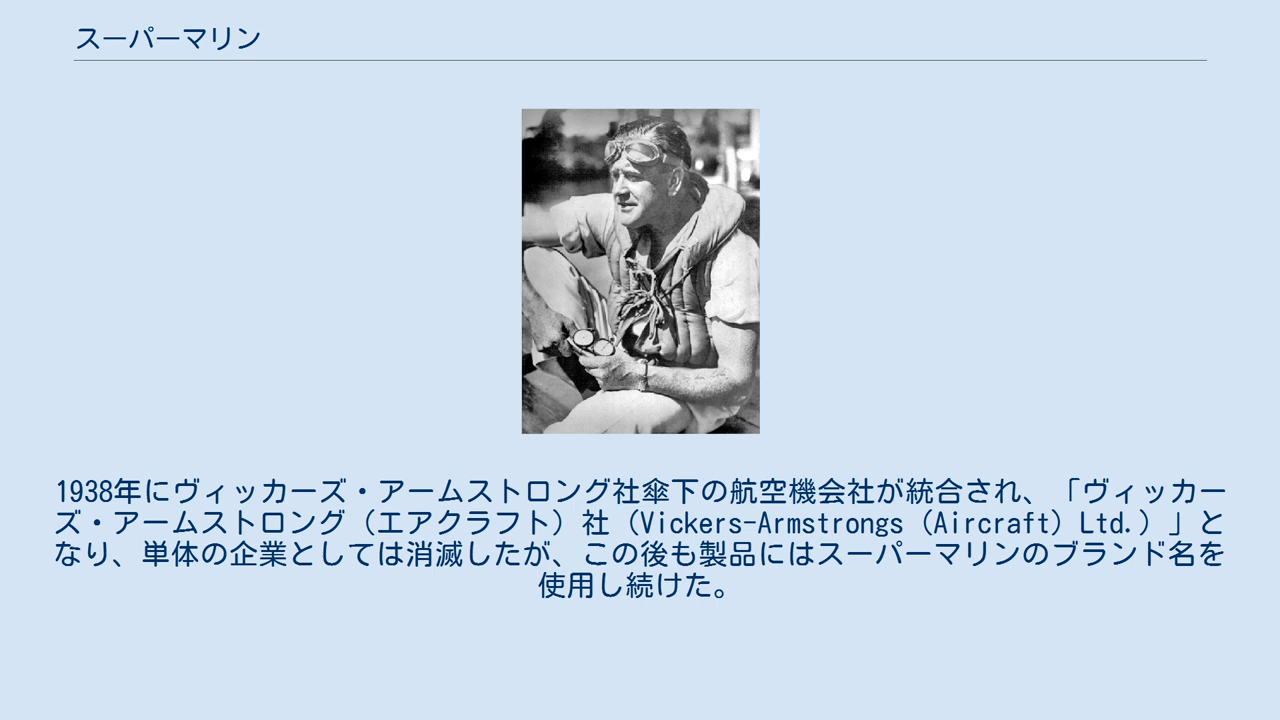 スーパーマリン
1938年にヴィッカーズ・アームストロング社傘下の航空機会社が統合され、「ヴィッカー
ズ・アームストロング（エアクラフト）社（Vickers-Armstrongs（Aircraft）Ltd.）」と
なり、単体の企業としては消滅したが、この後も製品にはスーパーマリンのブランド名を
使用し続けた。